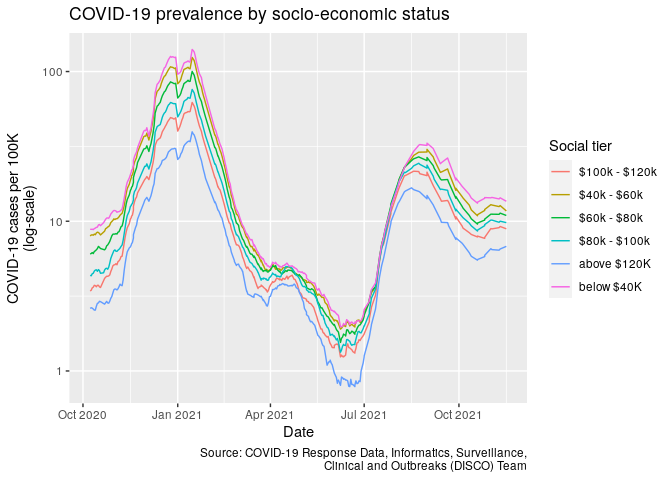 COVID-19 prevalence by socio-economic status
COVID-19 cases per 100K
(log-scale)
100
10
1
Oct 2020
Jan 2021
Apr 2021
Jul 2021
Oct 2021
Date
Social tier
$100k - $120k
$40k - $60k
$60k - $80k
$80k - $100k
above $120K
below $40K
Source: COVID-19 Response Data, Informatics, Surveillance,
Clinical and Outbreaks (DISCO) Team